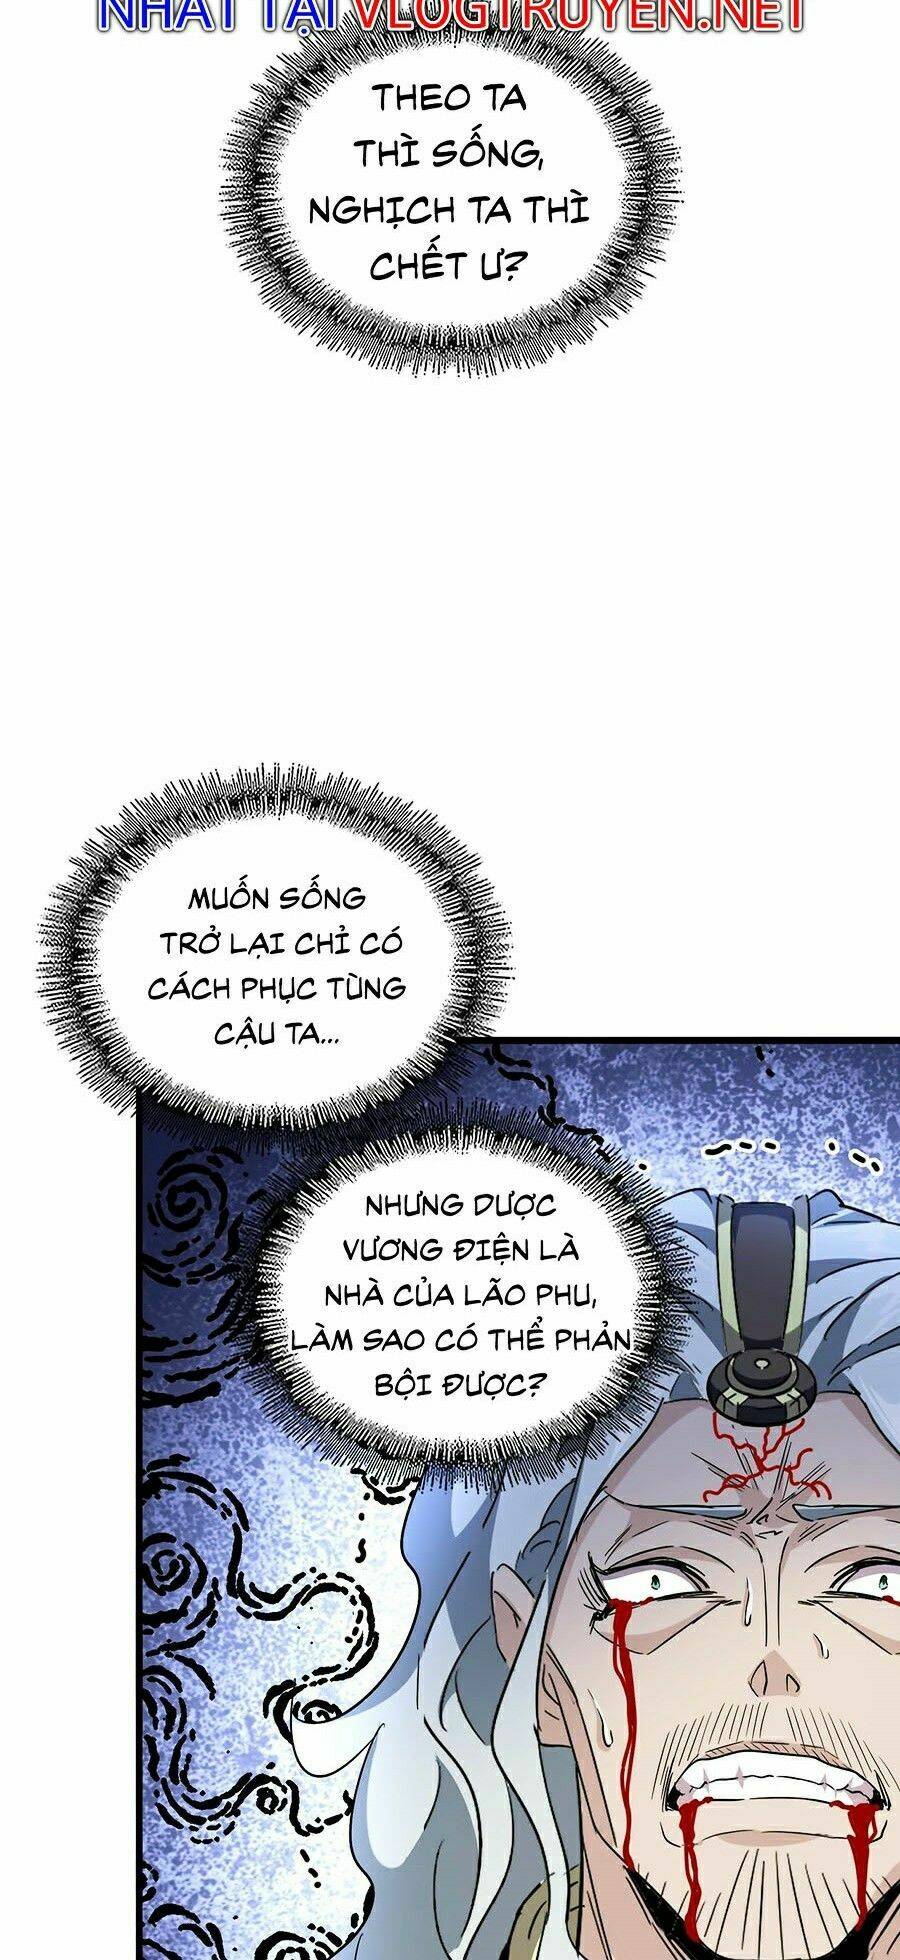 NHẤT TẠI VLOGTRUYEN.NET
THEO TA
THÌ SỐNG,
NGHỊCH TA THÌ
CHẾT Ư?
MUỐN SỐNG
TRỞ LẠI CHỈ CÓ
CÁCH PHỤC TÙNG
CẬU TA...
NHƯNG DƯỢC
VƯƠNG ĐIỆN LÀ
NHÀ CỦA LÃO PHU,
LÀM SAO CÓ THỂ PHẢN
BỘI ĐƯỢC?